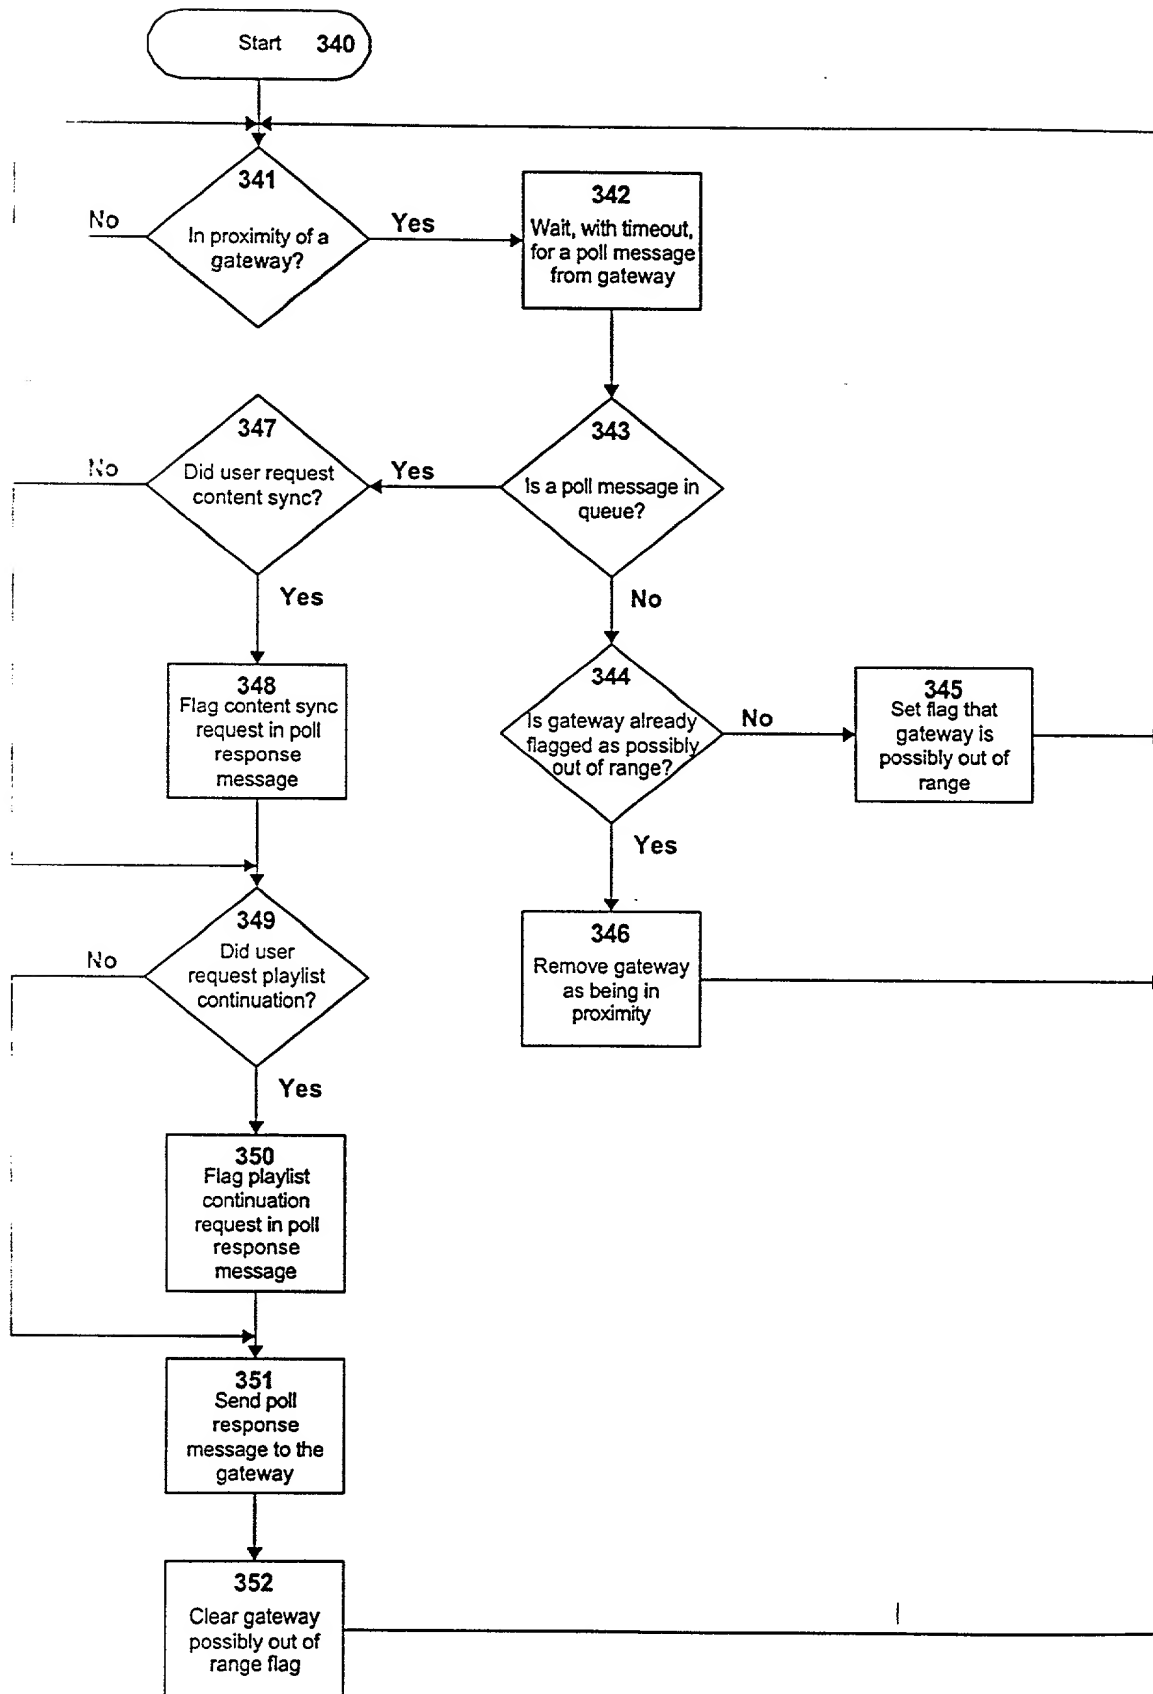 Start 340
341
In proximity of a
gateway?
No
Yes
342
Wait, with timeout,
for a poll message
from gateway
343
Is a poll message in
queue?
Yes
No
347
Did user request
content sync?
No
Yes
344
Is gateway already
flagged as possibly
out of range?
No
Yes
345
Set flag that
gateway is
possibly out of
range
348
Flag content sync
request in poll
response
message
346
Remove gateway
as being in
proximity
349
Did user
request playlist
continuation?
No
Yes
350
Flag playlist
continuation
request in poll
response
message
351
Send poll
response
message to the
gateway
352
Clear gateway
possibly out of
range flag